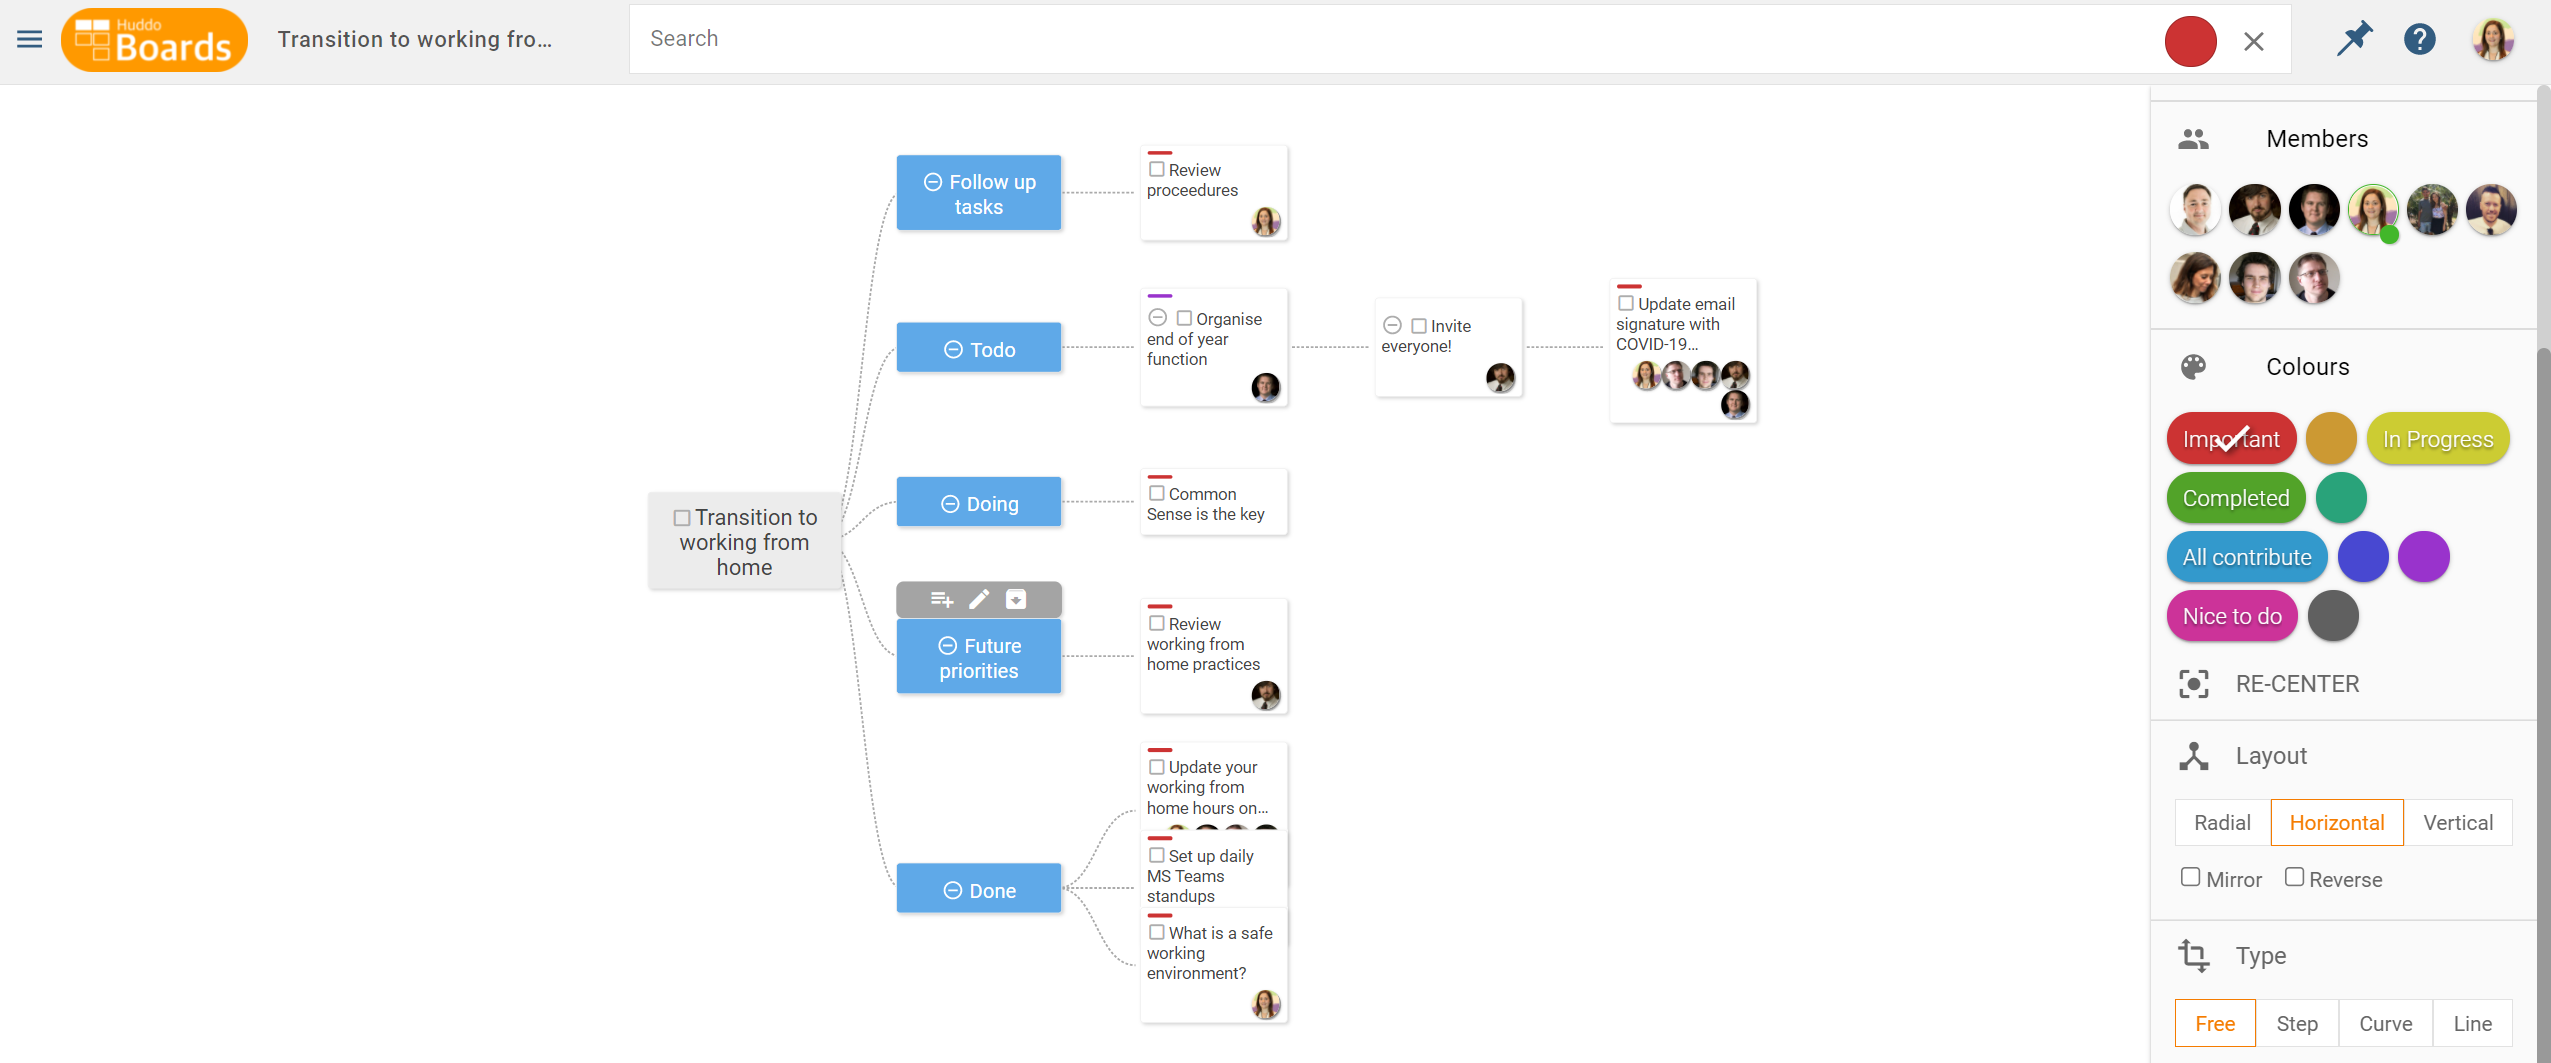 Huddo
Boards
Transition to working fro...
Search
Members
Colours
Important
In Progress
Completed
All contribute
Nice to do
RE-CENTER
Layout
Radial
Horizontal
Vertical
Mirror
Reverse
Type
Free
Step
Curve
Line
Transition to
working from
home
Follow up
tasks
Review
proceedures
Todo
Organise
end of year
function
Invite
everyone!
Update email
signature with
COVID-19...
Doing
Common
Sense is the key
Future
priorities
Review
working from
home practices
Done
Update your
working from
home hours on...
Set up daily
MS Teams
standups
What is a safe
working
environment?